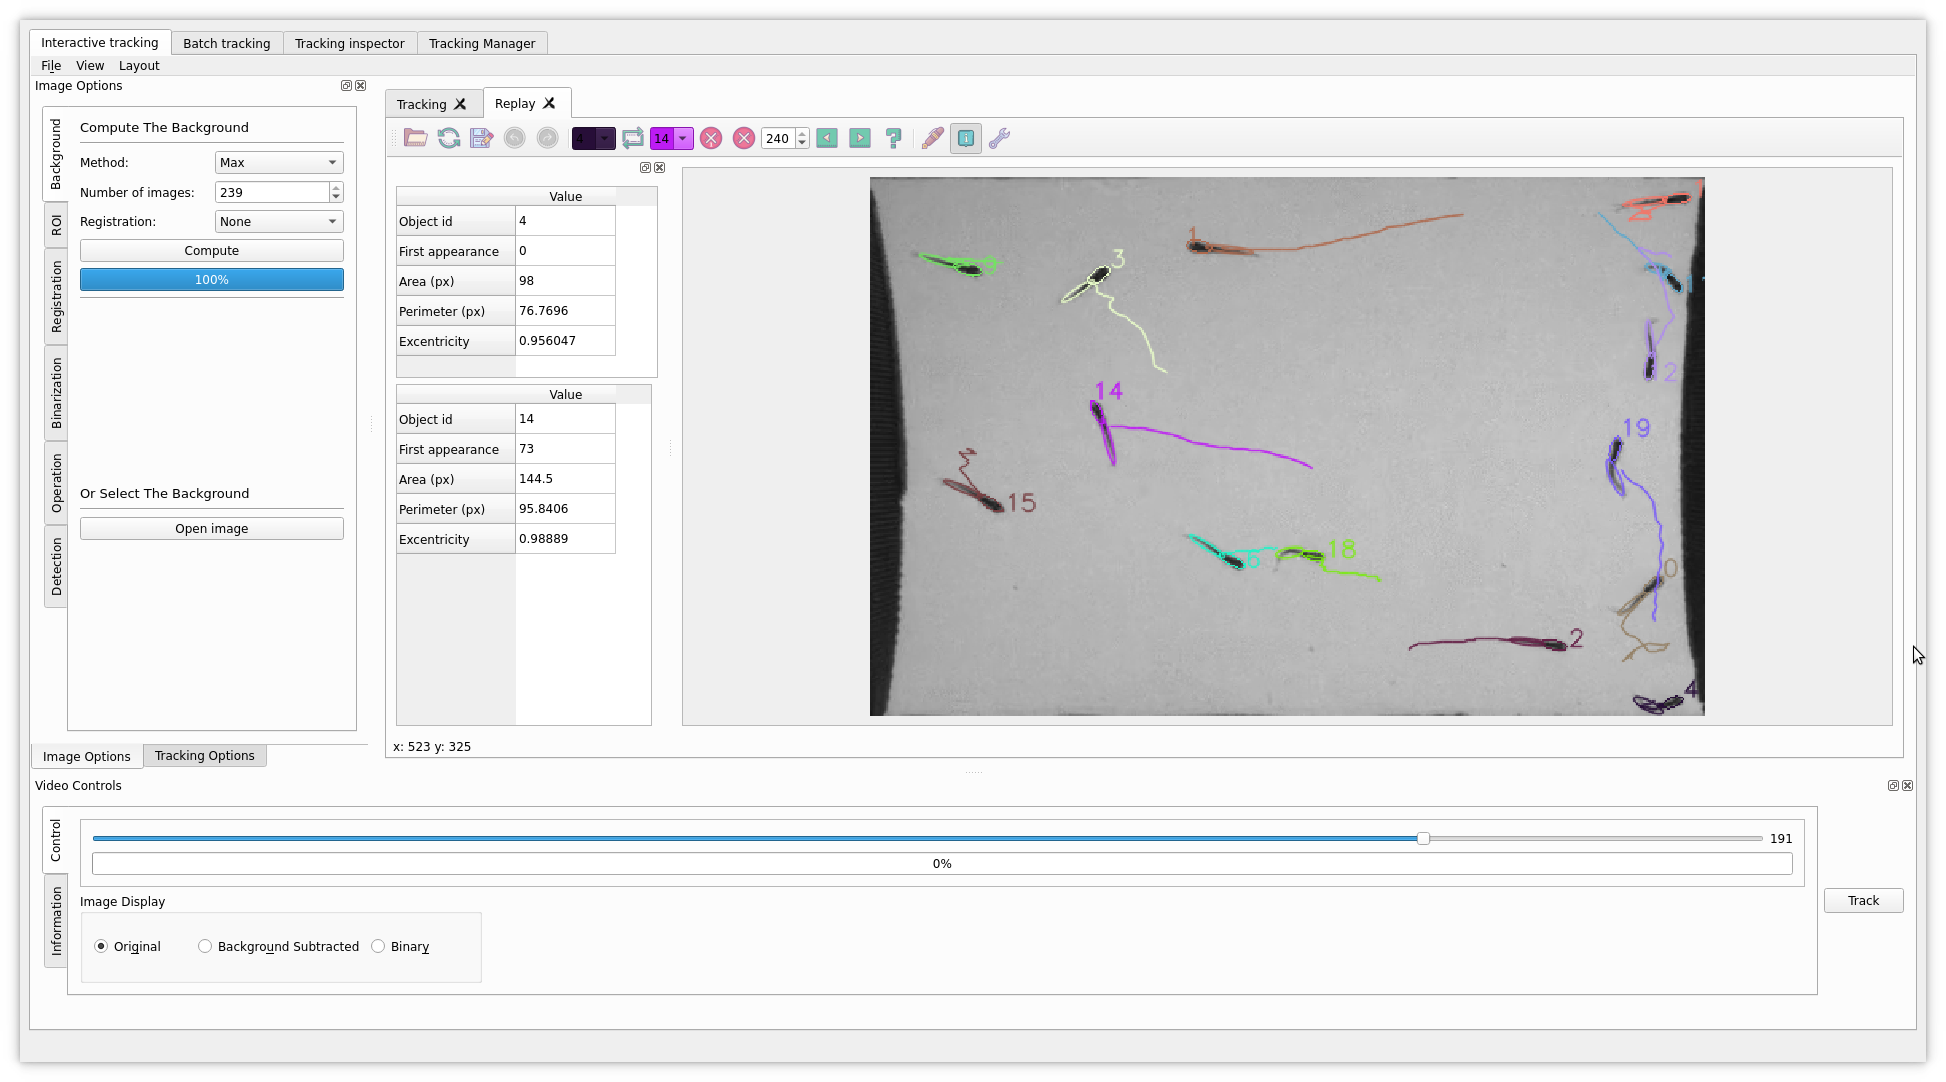 Interactive tracking Batch tracking Tracking inspector Tracking Manager
File View Layout
Image Options
Background
ROI
Registration
Binarization
Operation
Detection
Compute The Background
Method: Max
Number of images: 239
Registration: None
Compute
100%
Or Select The Background
Open image
Image Options Tracking Options
Tracking Replay
4 14 240
Value
Object id 4
First appearance 0
Area (px) 98
Perimeter (px) 76.7696
Excentricity 0.956047
Value
Object id 14
First appearance 73
Area (px) 144.5
Perimeter (px) 95.8406
Excentricity 0.98889
1
3
14
2
19
15
18
6
0
2
4
x: 523 y: 325
Video Controls
Control
Information
191
0%
Image Display
Original Background Subtracted Binary
Track